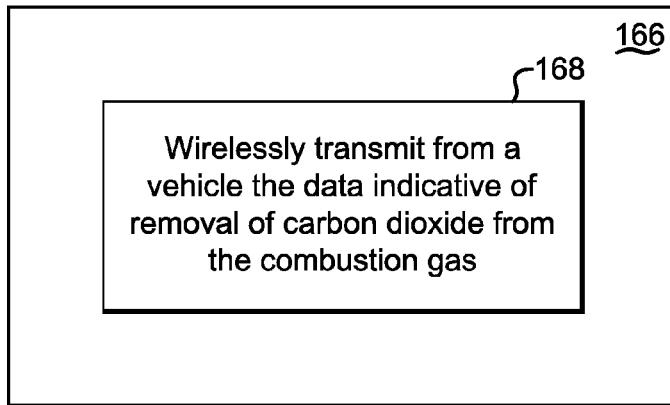 166
168
Wirelessly transmit from a
vehicle the data indicative of
removal of carbon dioxide from
the combustion gas